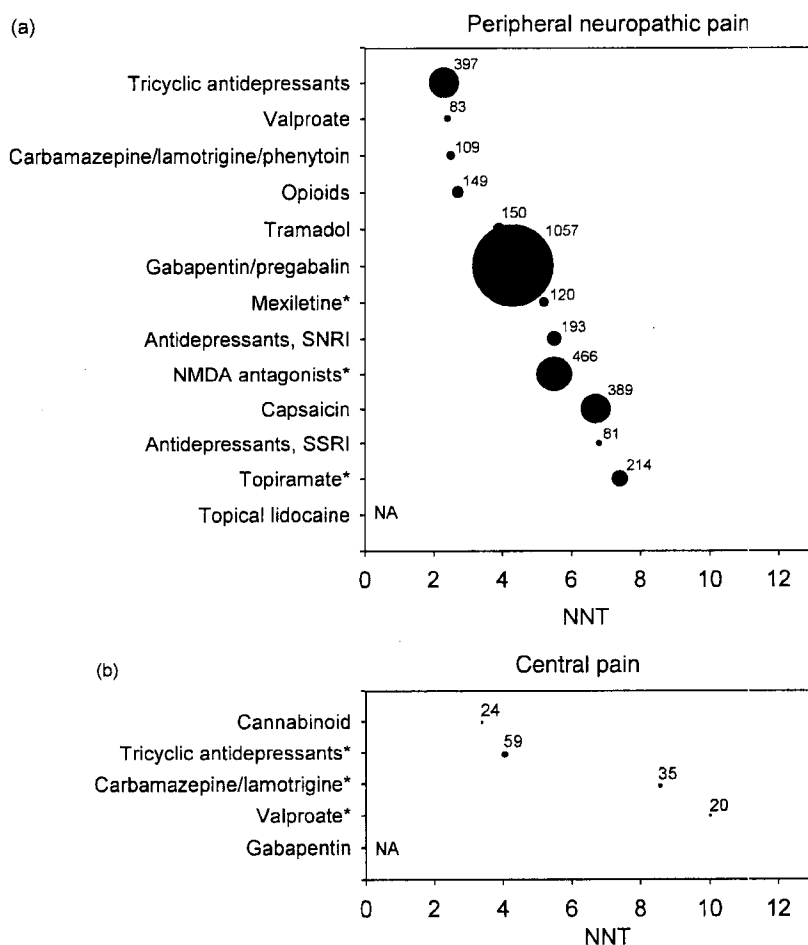 (a)
Peripheral neuropathic pain
Tricyclic antidepressants 397
Valproate 83
Carbamazepine/lamotrigine/phenytoin 109
Opioids 149
Tramadol 150
Gabapentin/pregabalin 1057
Mexiletine* 120
Antidepressants, SNRI 193
NMDA antagonists* 466
Capsaicin 389
Antidepressants, SSRI 81
Topiramate* 214
Topical lidocaine NA
0 2 4 6 8 10 12
NNT
(b)
Central pain
Cannabinoid 24
Tricyclic antidepressants* 59
Carbamazepine/lamotrigine* 35
Valproate* 20
Gabapentin NA
0 2 4 6 8 10 12
NNT